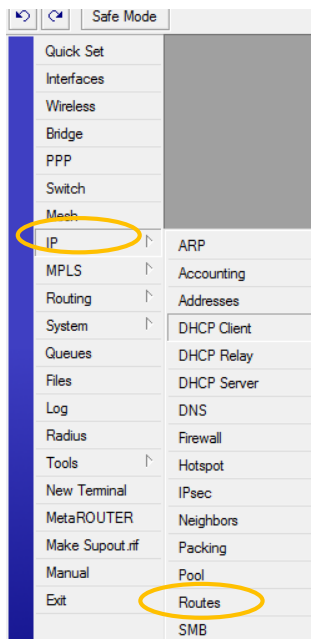 Safe Mode
Quick Set
Interfaces
Wireless
Bridge
PPP
Switch
Mesh
IP
MPLS
Routing
System
Queues
Files
Log
Radius
Tools
New Terminal
MetaROUTER
Make Supout.rif
Manual
Exit
ARP
Accounting
Addresses
DHCP Client
DHCP Relay
DHCP Server
DNS
Firewall
Hotspot
IPsec
Neighbors
Packing
Pool
Routes
SMB